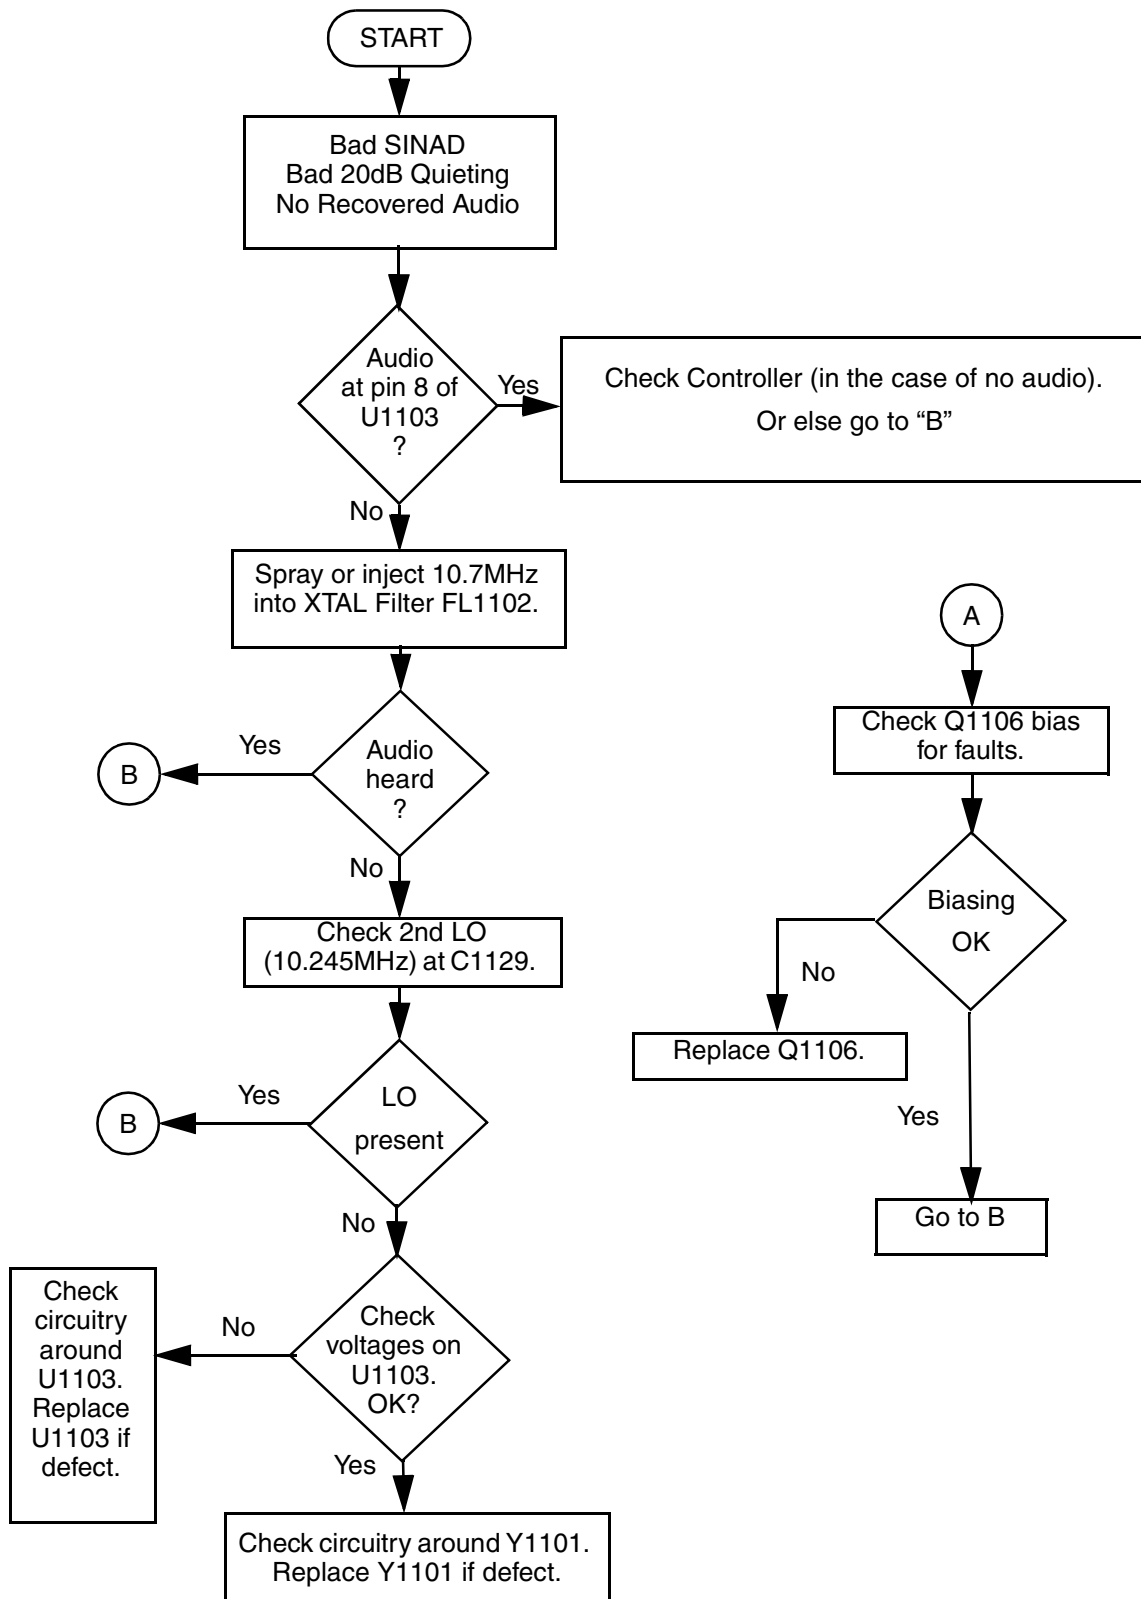 START
Bad SINAD
Bad 20dB Quieting
No Recovered Audio
Audio
at pin 8 of
U1103
?
Yes
Check Controller (in the case of no audio).
Or else go to “B”
No
Spray or inject 10.7MHz
into XTAL Filter FL1102.
Audio
heard
?
Yes
B
No
Check 2nd LO
(10.245MHz) at C1129.
LO
present
Yes
B
No
Check
voltages on
U1103.
OK?
No
Check
circuitry
around
U1103.
Replace
U1103 if
defect.
Yes
Check circuitry around Y1101.
Replace Y1101 if defect.
A
Check Q1106 bias
for faults.
Biasing
OK
No
Replace Q1106.
Yes
Go to B